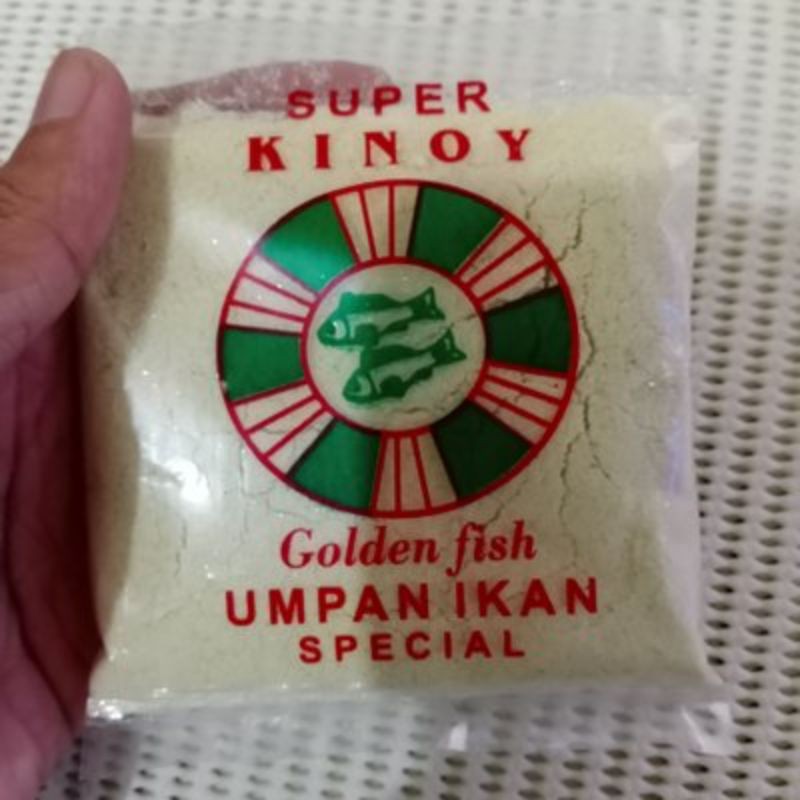 SUPER
KINOY
Golden fish
UMPAN IKAN
SPECIAL